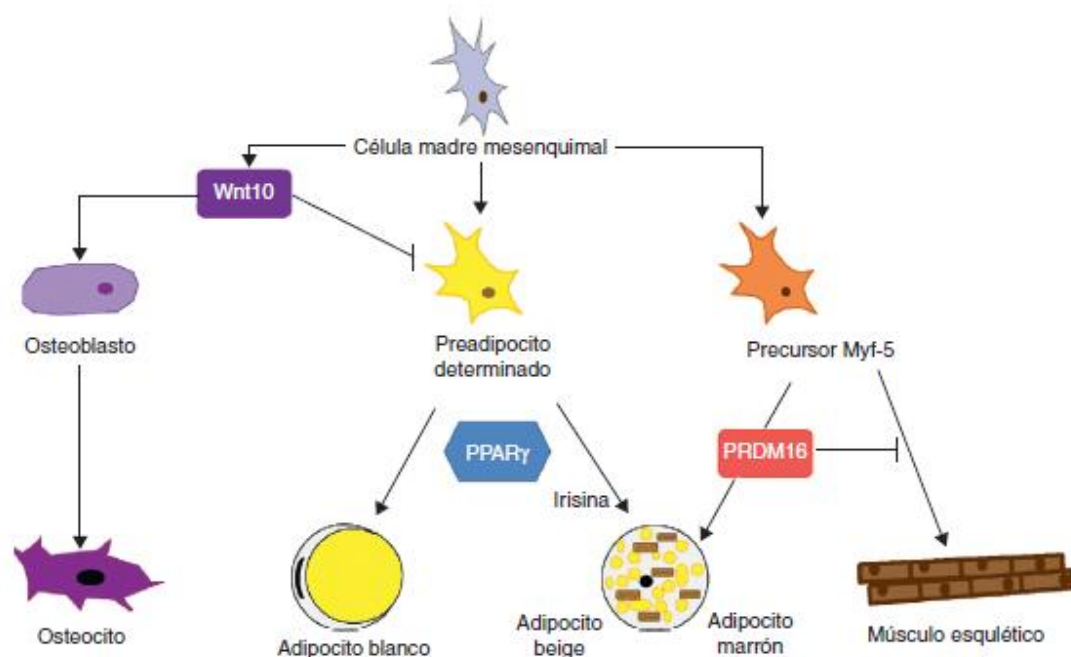 Célula madre mesenquimal
Wnt10
Osteoblasto
Preadipocito
determinado
Precursor Myf-5
PPARγ
PRDM16
Irisina
Osteocito
Adipocito blanco
Adipocito
beige
Adipocito
marrón
Músculo esqulético